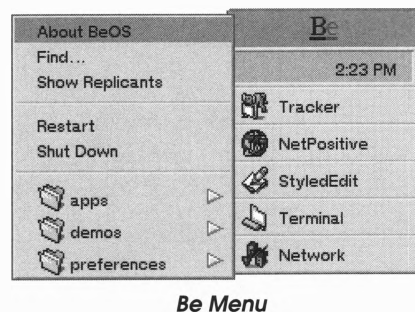 About BeOS
Find...
Show Replicants
Restart
Shut Down
apps
demos
preferences
Be
2:23 PM
Tracker
NetPositive
StyledEdit
Terminal
Network
Be Menu